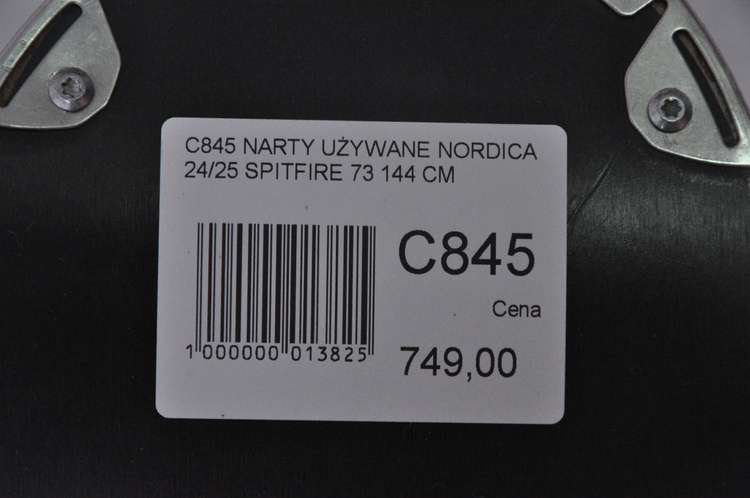 C845 NARTY UŻYWANE NORDICA
24/25 SPITFIRE 73 144 CM
C845
Cena
1 000000 013825
749,00